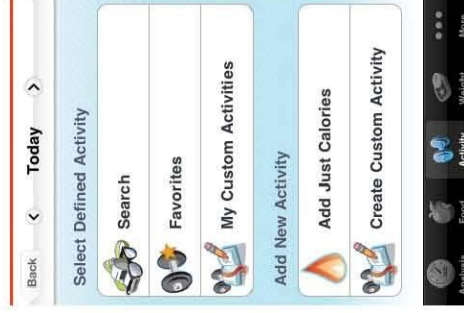 Back
Today
Select Defined Activity
Search
Favorites
My Custom Activities
Add New Activity
Add Just Calories
Create Custom Activity
Analysis
Food
Activity
Weight
More